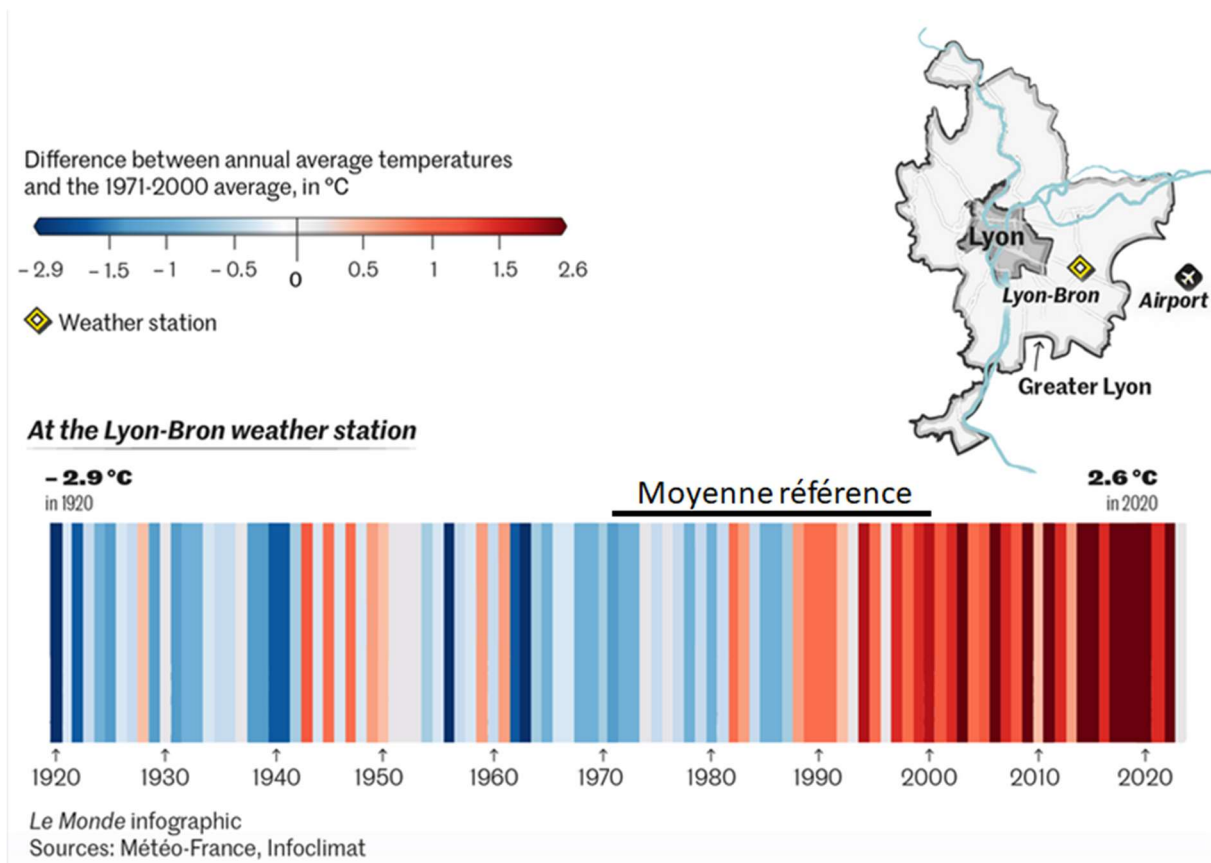 Difference between annual average temperatures
and the 1971-2000 average, in °C
– 2.9 – 1.5 – 1 – 0.5 0 0.5 1 1.5 2.6
Weather station
Lyon
Lyon-Bron
Airport
Greater Lyon
At the Lyon-Bron weather station
– 2.9 °C
in 1920
Moyenne référence
2.6 °C
in 2020
1920 1930 1940 1950 1960 1970 1980 1990 2000 2010 2020
Le Monde infographic
Sources: Météo-France, Infoclimat